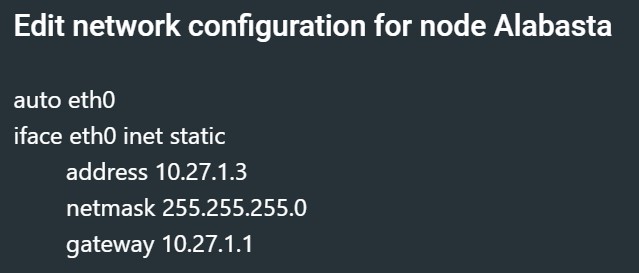 Edit network configuration for node Alabasta
auto eth0
iface eth0 inet static
address 10.27.1.3
netmask 255.255.255.0
gateway 10.27.1.1